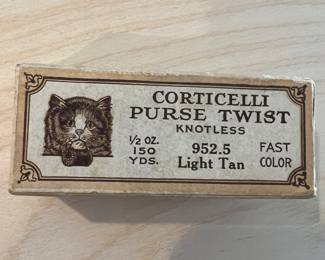 CORTICELLI
PURSE TWIST
KNOTLESS
½ OZ.
150
YDS.
952.5
Light Tan
FAST
COLOR